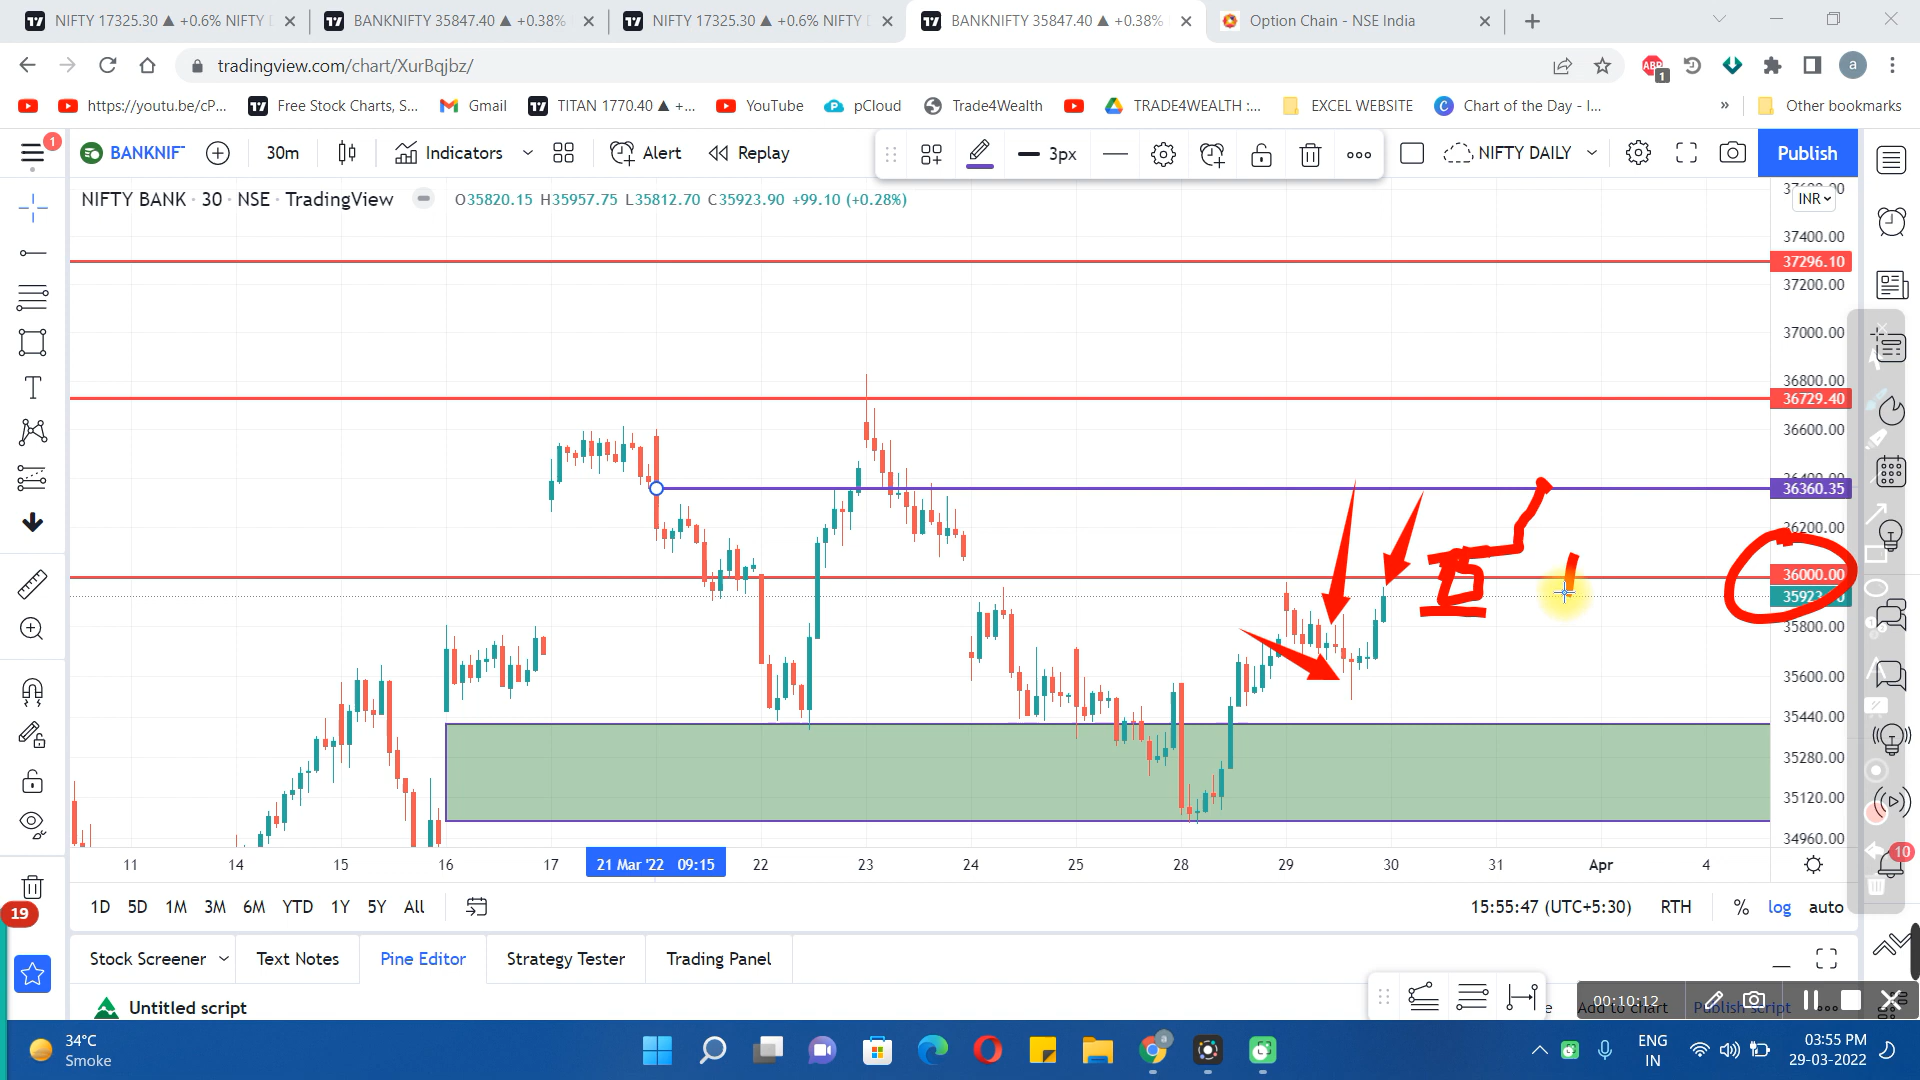 NIFTY 17325.30 ▲ +0.6% NIFTY
BANKNIFTY 35847.40 ▲ +0.38%
NIFTY 17325.30 ▲ +0.6% NIFTY
BANKNIFTY 35847.40 ▲ +0.38%
Option Chain - NSE India
tradingview.com/chart/XurBqjbz/
ABP
1
a
https://youtu.be/cP...
Free Stock Charts, S...
Gmail
TITAN 1770.40 ▲ +...
YouTube
pCloud
Trade4Wealth
TRADE4WEALTH :...
EXCEL WEBSITE
Chart of the Day - I...
»
Other bookmarks
1
BANKNIF
30m
Indicators
Alert
Replay
3px
NIFTY DAILY
Publish
NIFTY BANK · 30 · NSE · TradingView
O35820.15 H35957.75 L35812.70 C35923.90 +99.10 (+0.28%)
INR
37400.00
37296.10
37200.00
37000.00
36800.00
36729.40
36600.00
36360.35
36200.00
36000.00
35800.00
35600.00
35440.00
35280.00
35120.00
34960.00
11
14
15
16
17
21 Mar '22 09:15
22
23
24
25
28
29
30
31
Apr
4
10
19
1D
5D
1M
3M
6M
YTD
1Y
5Y
All
15:55:47 (UTC+5:30)
RTH
%
log
auto
Stock Screener
Text Notes
Pine Editor
Strategy Tester
Trading Panel
Untitled script
00:10:12
Add to chart
Publish script
34°C
Smoke
ENG
IN
03:55 PM
29-03-2022